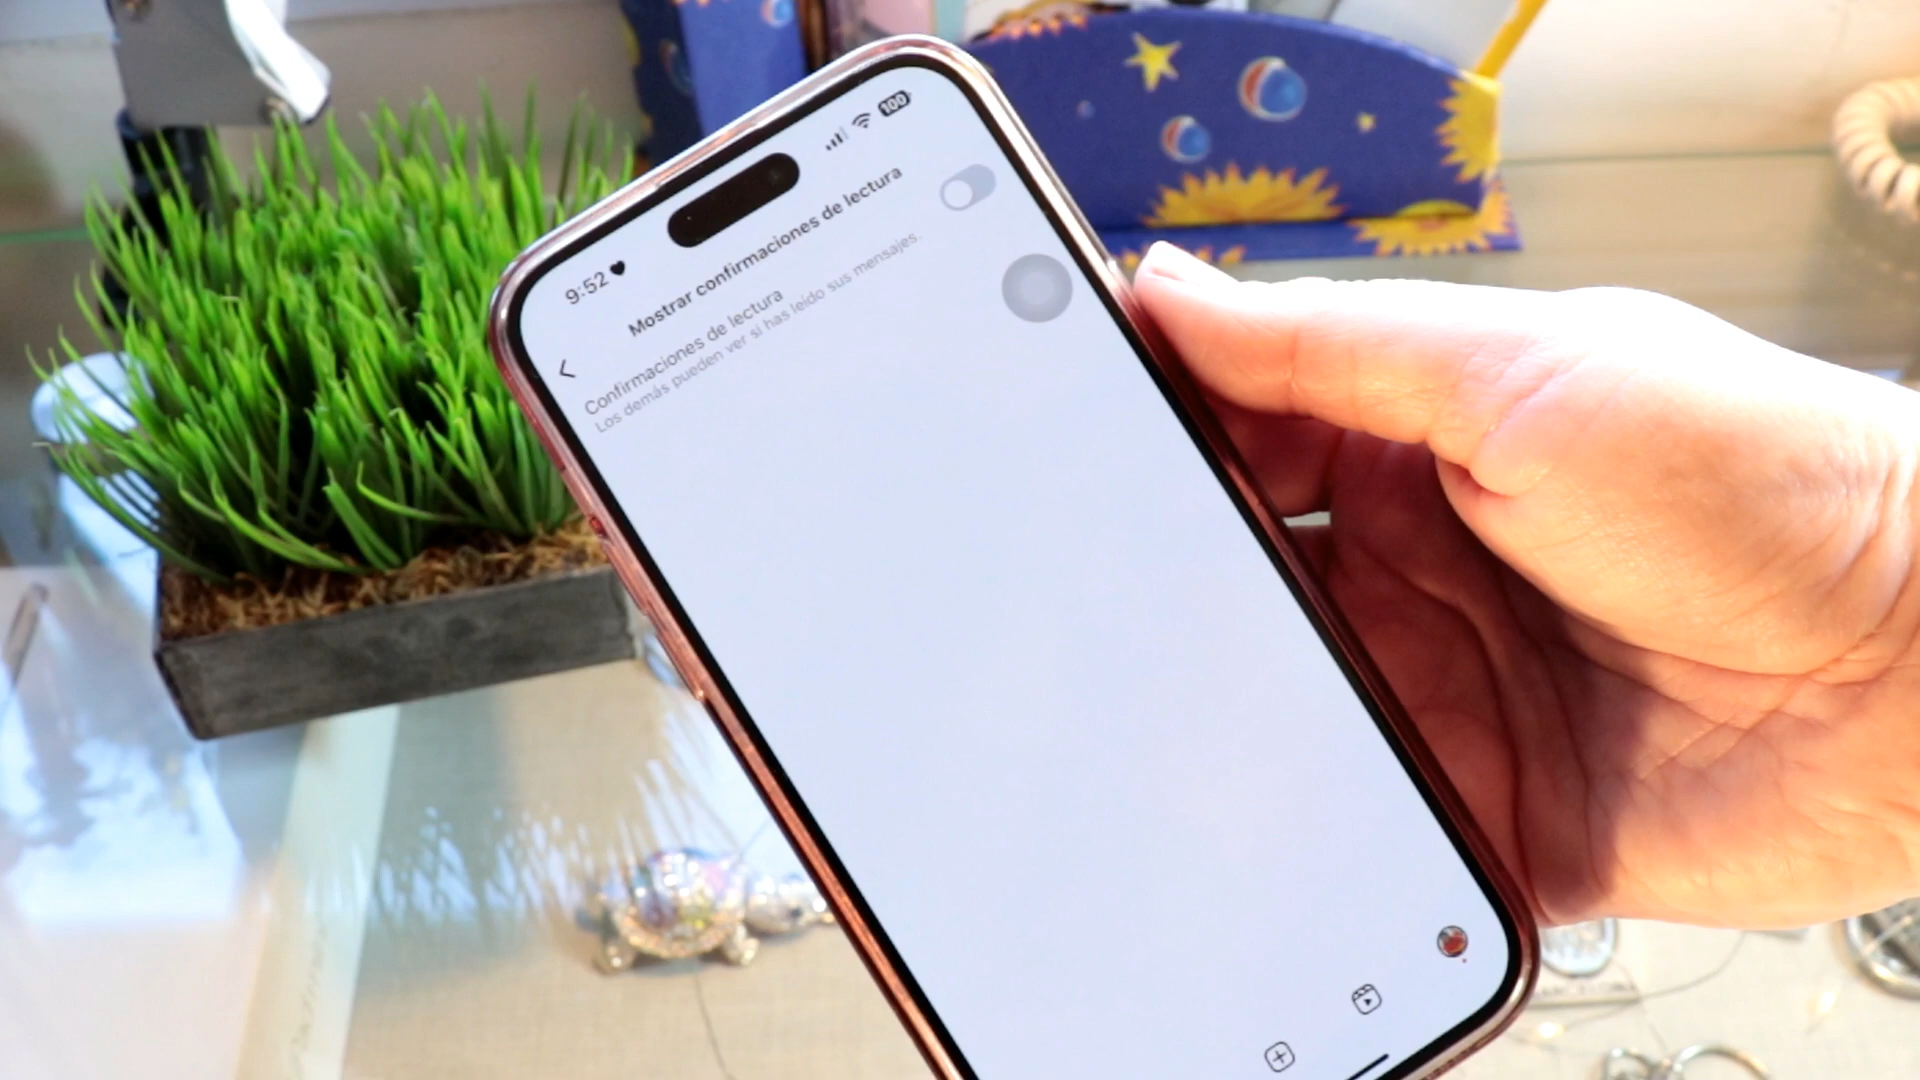 9:52
100
Mostrar confirmaciones de lectura
Confirmaciones de lectura
Los demás pueden ver si has leído sus mensajes.